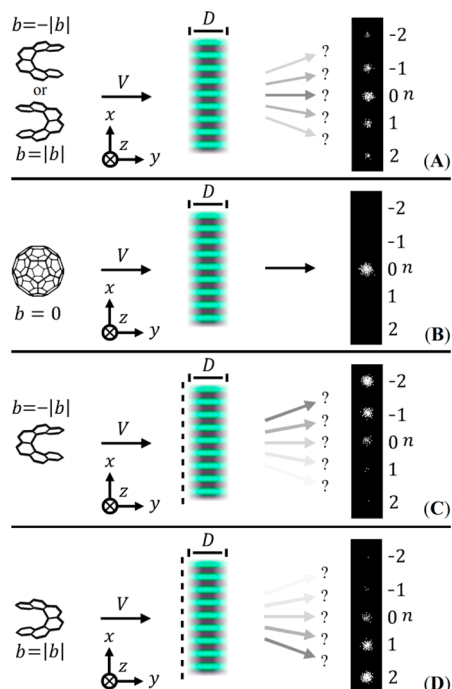 D
b=-|b|
or
b=|b|
V
x
z
y
?
?
?
?
?
-2
-1
0 n
1
2
(A)
D
b = 0
V
x
z
y
-2
-1
0 n
1
2
(B)
D
b=-|b|
V
x
z
y
?
?
?
?
?
-2
-1
0 n
1
2
(C)
D
b=|b|
V
x
z
y
?
?
?
?
?
-2
-1
0 n
1
2
(D)